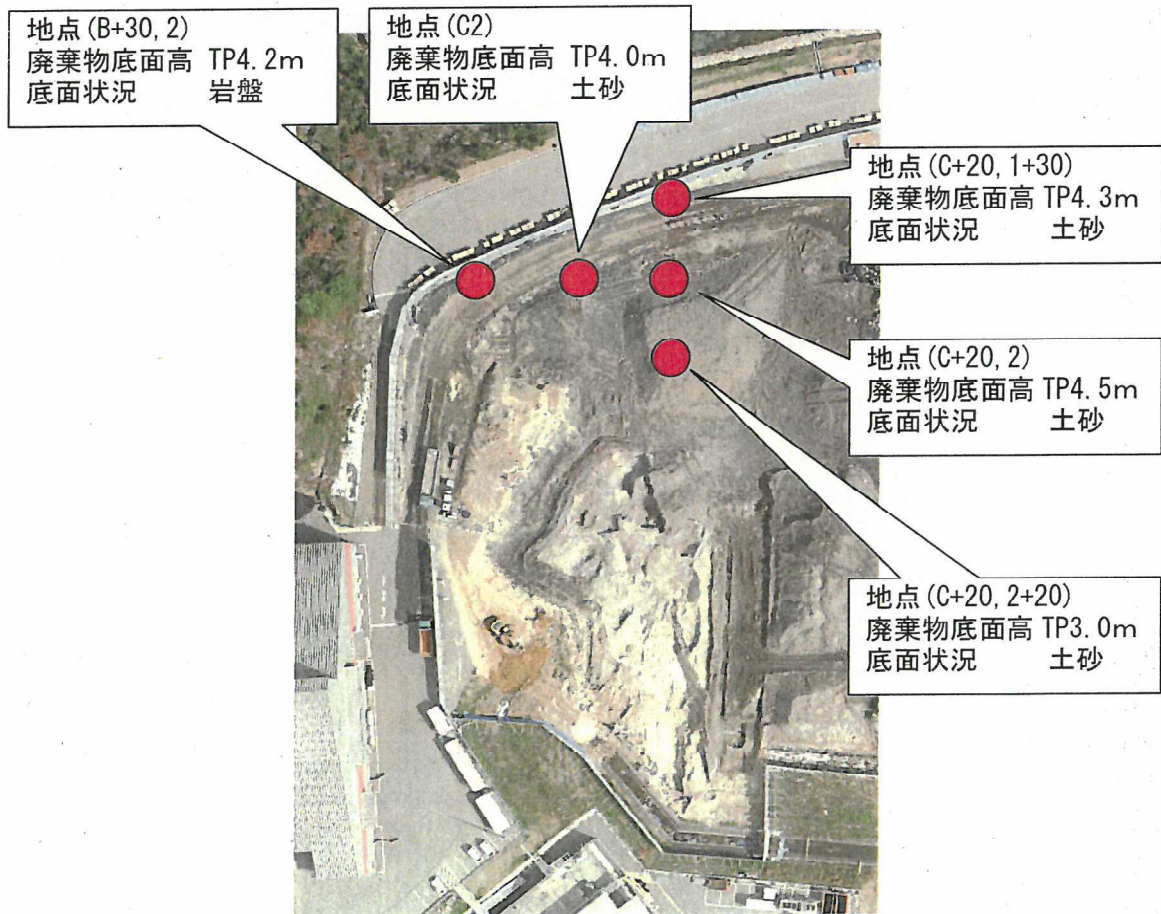 地点(B+30, 2)
廃棄物底面高 TP4.2m
底面状況 岩盤
地点(C2)
廃棄物底面高 TP4.0m
底面状況 土砂
地点(C+20, 1+30)
廃棄物底面高 TP4.3m
底面状況 土砂
地点(C+20, 2)
廃棄物底面高 TP4.5m
底面状況 土砂
地点(C+20, 2+20)
廃棄物底面高 TP3.0m
底面状況 土砂